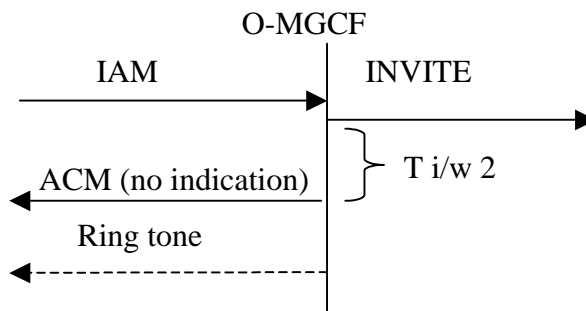 O-MGCF
IAM
INVITE
T i/w 2
ACM (no indication)
Ring tone